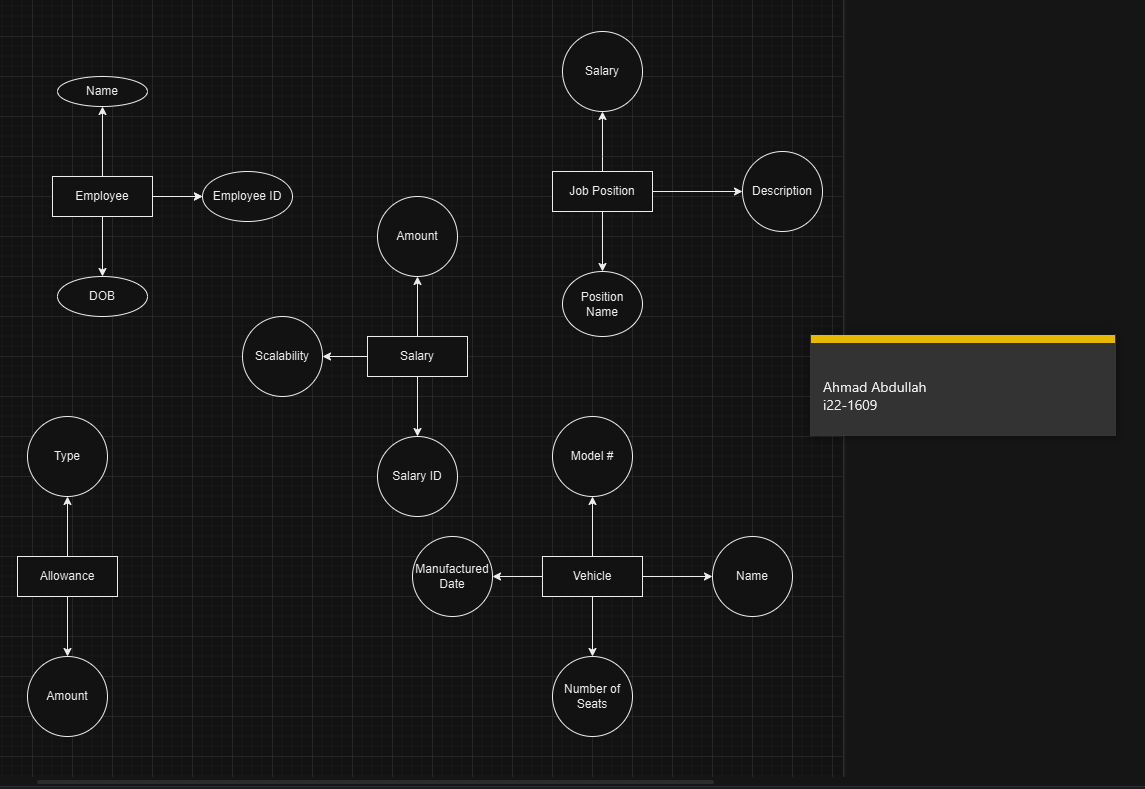 Salary
Name
Employee
Employee ID
Job Position
Description
Amount
DOB
Position
Name
Scalability
Salary
Ahmad Abdullah
i22-1609
Type
Salary ID
Model #
Allowance
Manufactured
Date
Vehicle
Name
Amount
Number of
Seats